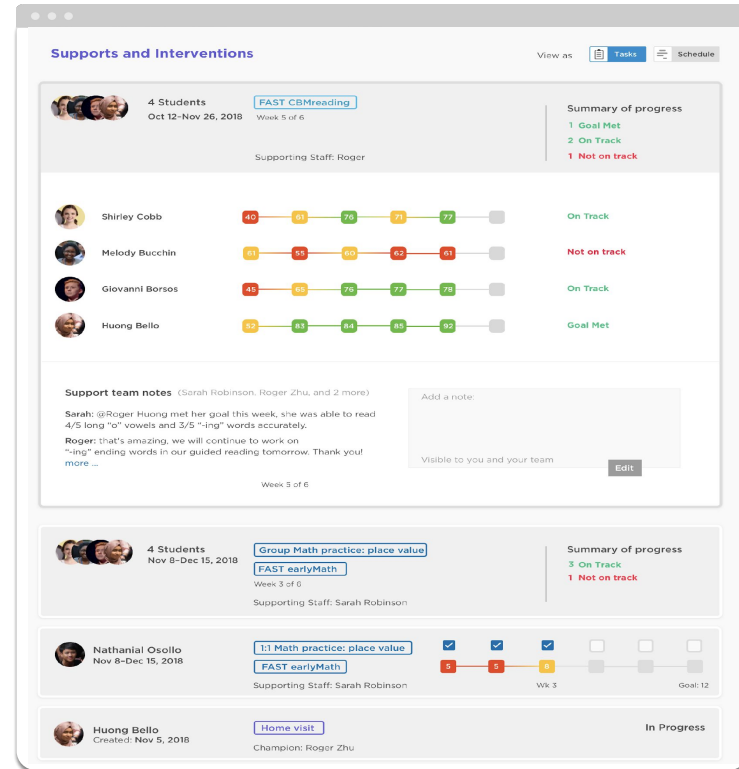 Supports and Interventions
View as
Tasks
Schedule
4 Students
Oct 12-Nov 26, 2018
FAST CBMreading
Week 5 of 6
Supporting Staff: Roger
Summary of progress
1 Goal Met
2 On Track
1 Not on track
Shirley Cobb 40 61 76 71 77 On Track
Melody Bucchin 61 55 60 62 61 Not on track
Giovanni Borsos 45 65 76 77 78 On Track
Huong Bello 52 83 84 85 92 Goal Met
Support team notes (Sarah Robinson, Roger Zhu, and 2 more)
Sarah: @Roger Huong met her goal this week, she was able to read
4/5 long “o” vowels and 3/5 “-ing” words accurately.
Roger: that's amazing, we will continue to work on
“-ing” ending words in our guided reading tomorrow. Thank you!
more ...
Week 5 of 6
Add a note:
Visible to you and your team
Edit
4 Students
Nov 8-Dec 15, 2018
Group Math practice: place value
FAST earlyMath
Week 3 of 6
Supporting Staff: Sarah Robinson
Summary of progress
3 On Track
1 Not on track
Nathanial Osollo
Nov 8-Dec 15, 2018
1:1 Math practice: place value
FAST earlyMath
Supporting Staff: Sarah Robinson
5 5 8
Wk 3
Goal: 12
Huong Bello
Created: Nov 5, 2018
Home visit
Champion: Roger Zhu
In Progress